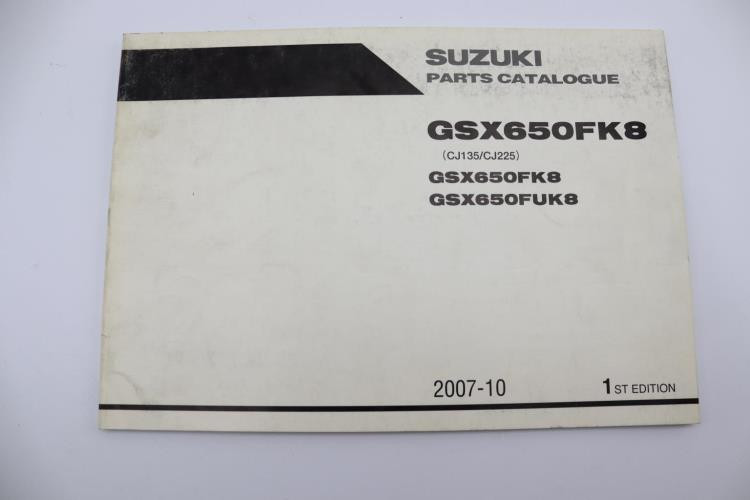 SUZUKI
PARTS CATALOGUE
GSX650FK8
(CJ135/CJ225)
GSX650FK8
GSX650FUK8
2007-10 1ST EDITION